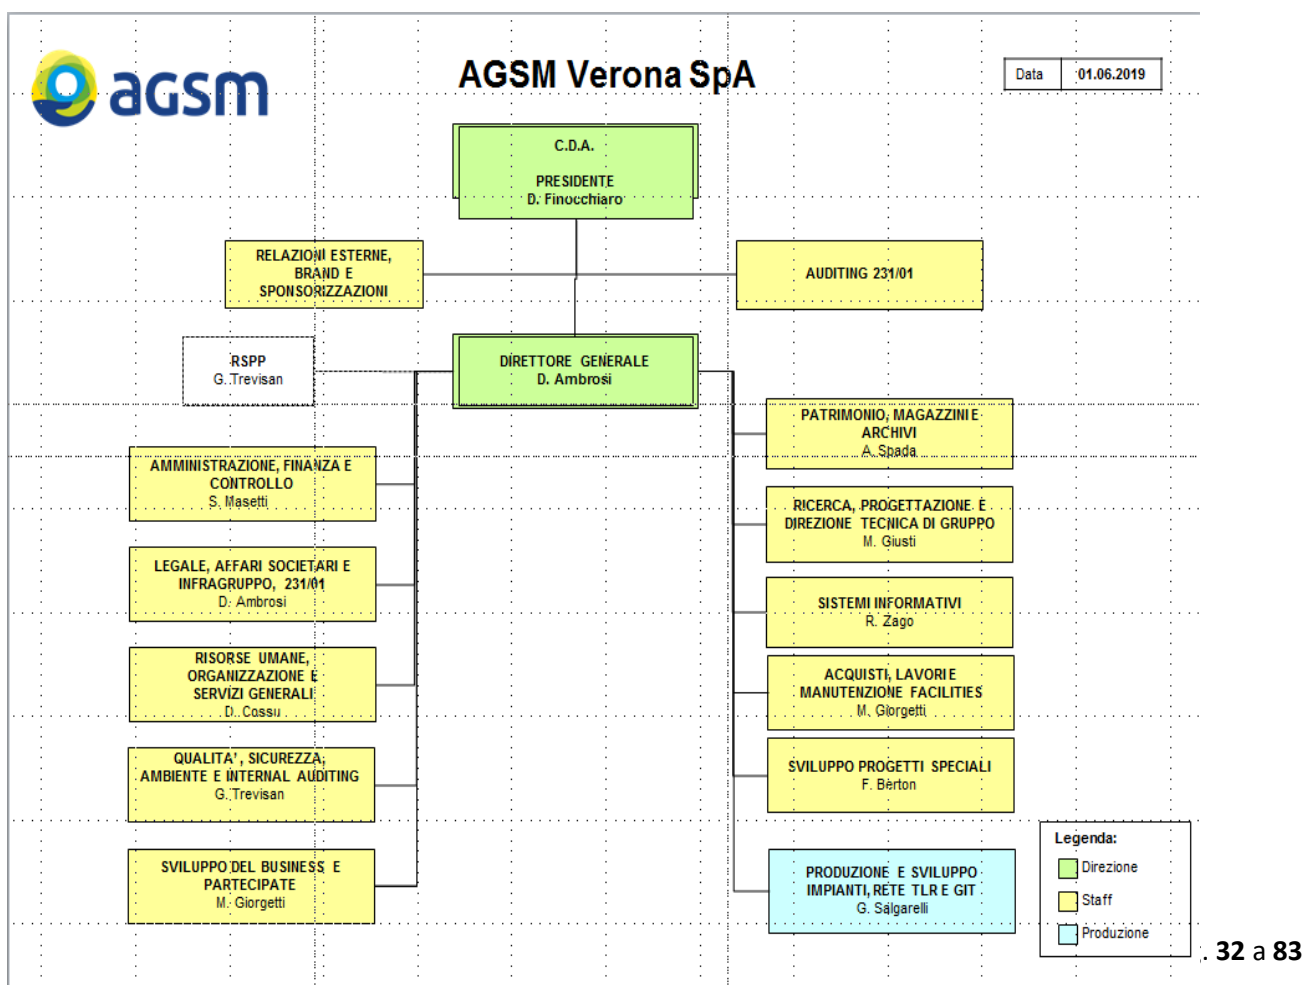 agsm
AGSM Verona SpA
Data 01.06.2019
C.D.A.
PRESIDENTE
D. Finocchiaro
RELAZIONI ESTERNE,
BRAND E
SPONSORIZZAZIONI
AUDITING 231/01
RSPP
G. Trevisan
DIRETTORE GENERALE
D. Ambrosi
PATRIMONIO, MAGAZZINI E
ARCHIVI
A. Spada
AMMINISTRAZIONE, FINANZA E
CONTROLLO
S. Masetti
RICERCA, PROGETTAZIONE E
DIREZIONE TECNICA DI GRUPPO
M. Giusti
LEGALE, AFFARI SOCIETARI E
INFRAGRUPPO, 231/01
D. Ambrosi
SISTEMI INFORMATIVI
R. Zago
RISORSE UMANE,
ORGANIZZAZIONE E
SERVIZI GENERALI
D. Cossu
ACQUISTI, LAVORI E
MANUTENZIONE FACILITIES
M. Giorgetti
QUALITA', SICUREZZA,
AMBIENTE E INTERNAL AUDITING
G. Trevisan
SVILUPPO PROGETTI SPECIALI
F. Berton
SVILUPPO DEL BUSINESS E
PARTECIPATE
M. Giorgetti
PRODUZIONE E SVILUPPO
IMPIANTI, RETE TLR E GIT
G. Salgarelli
Legenda:
Direzione
Staff
Produzione
. 32 a 83